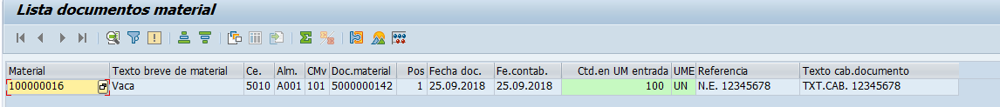 Lista documentos material
Material Texto breve de material Ce. Alm. CMv Doc.material Pos Fecha doc. Fe.contab. Ctd.en UM entrada UME Referencia Texto cab.documento
100000016 Vaca 5010 A001 101 5000000142 1 25.09.2018 25.09.2018 100 UN N.E. 12345678 TXT.CAB. 12345678